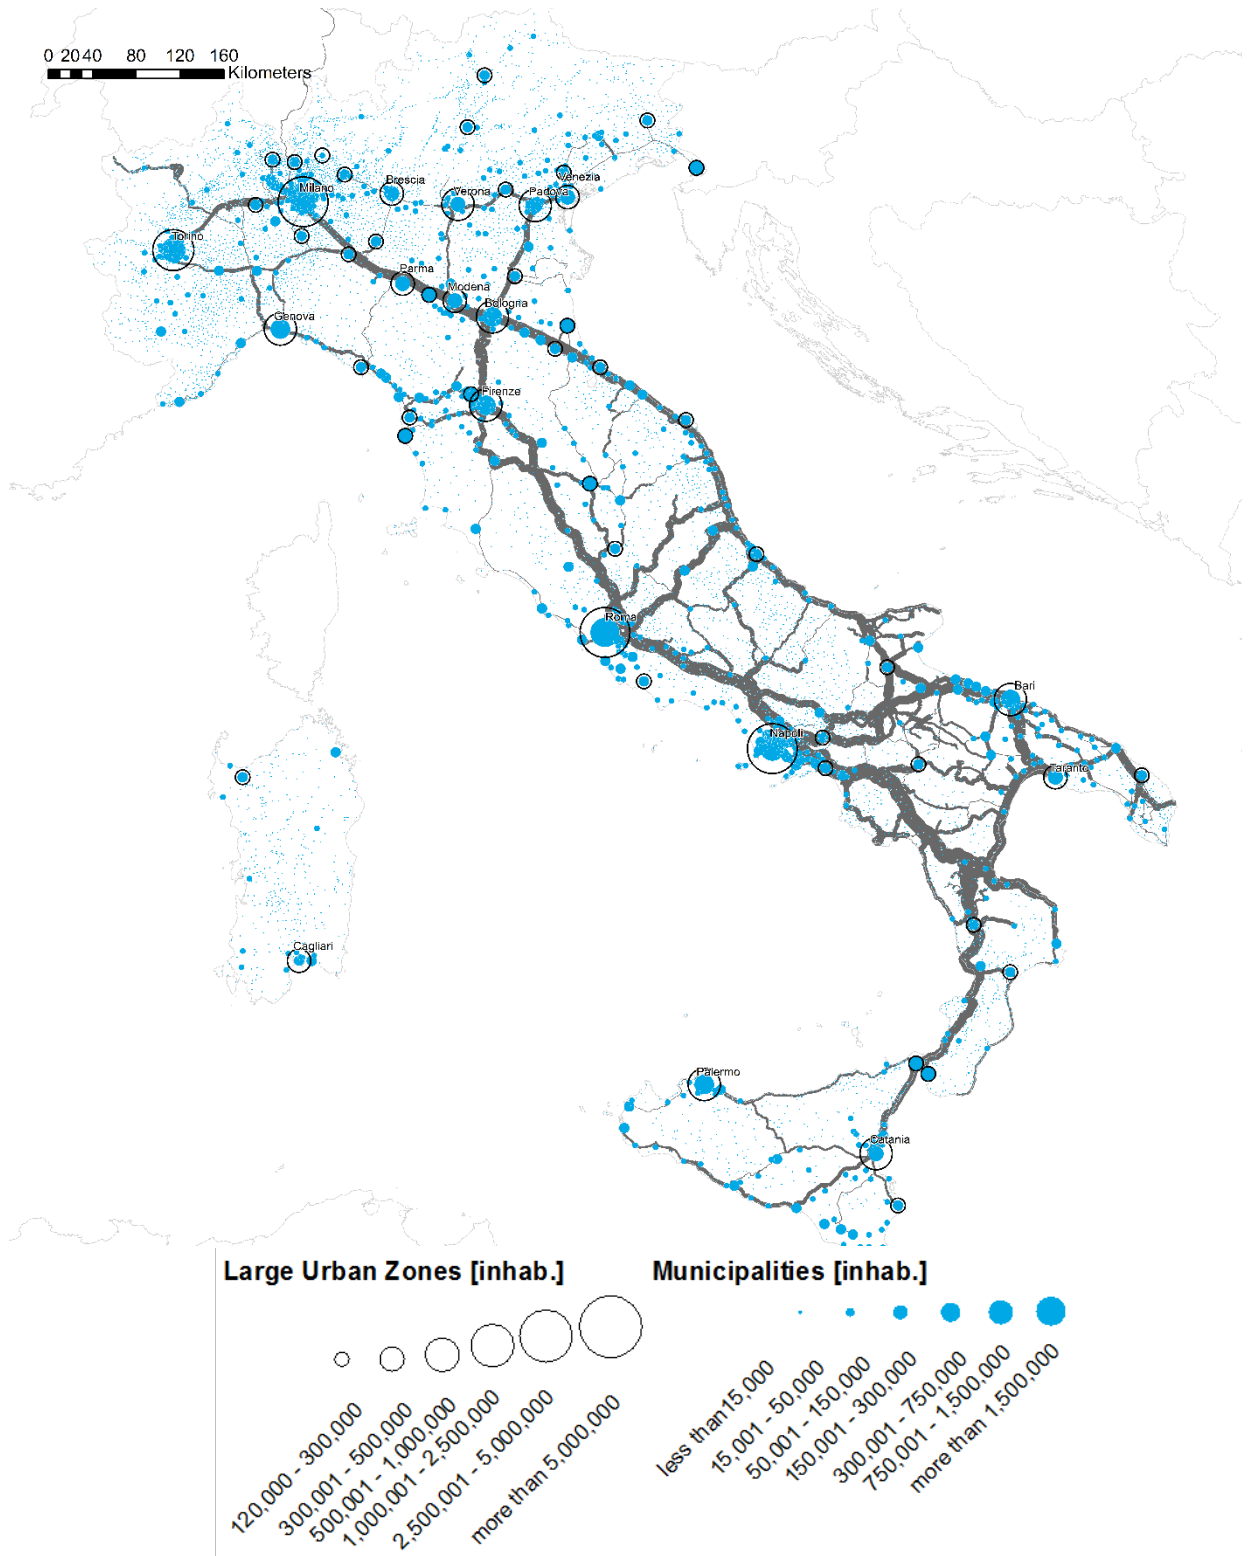 0 20 40 80 120 160
Kilometers
Milano
Brescia
Verona
Padova
Venezia
Torino
Parma
Modena
Bologna
Genova
Firenze
Roma
Bari
Napoli
Taranto
Cagliari
Palermo
Catania
Large Urban Zones [inhab.]
120,000 - 300,000
300,001 - 500,000
500,001 - 1,000,000
1,000,001 - 2,500,000
2,500,001 - 5,000,000
more than 5,000,000
Municipalities [inhab.]
less than 15,000
15,001 - 50,000
50,001 - 150,000
150,001 - 300,000
300,001 - 750,000
750,001 - 1,500,000
more than 1,500,000